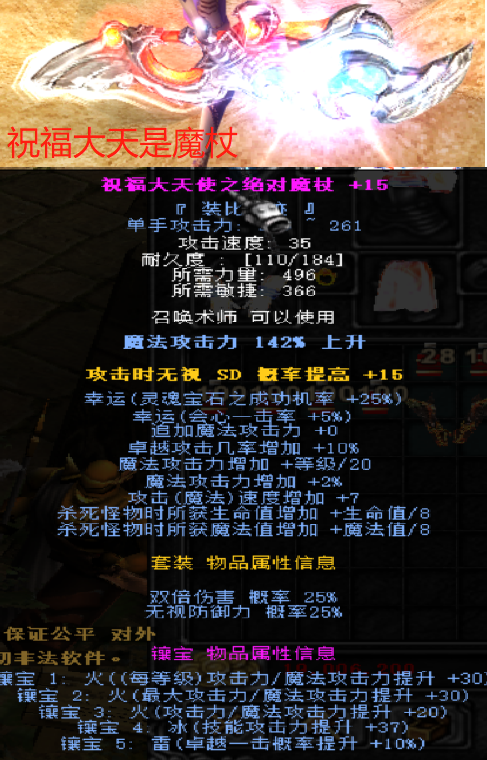 祝福大天是魔杖
祝福大天使之绝对魔杖 +15
『 装比 』
单手攻击力: ~ 261
攻击速度: 35
耐久度 : [110/184]
所需力量: 496
所需敏捷: 366
召唤术师 可以使用
魔法攻击力 142% 上升
攻击时无视 SD 概率提高 +15
幸运(灵魂宝石之成功机率 +25%)
幸运(会心一击率 +5%)
追加魔法攻击力 +0
卓越攻击几率增加 +10%
魔法攻击力增加 +等级/20
魔法攻击力增加 +2%
攻击(魔法)速度增加 +7
杀死怪物时所获生命值增加 +生命值/8
杀死怪物时所获魔法值增加 +魔法值/8
套装 物品属性信息
双倍伤害 概率 25%
无视防御力 概率25%
保证公平 对外
非法软件。
镶宝 物品属性信息
镶宝 1: 火((每等级)攻击力/魔法攻击力提升 +30)
镶宝 2: 火(最大攻击力/魔法攻击力提升 +30)
镶宝 3: 火(攻击力/魔法攻击力提升 +20)
镶宝 4: 冰(技能攻击力提升 +37)
镶宝 5: 雷(卓越一击概率提升 +10%)